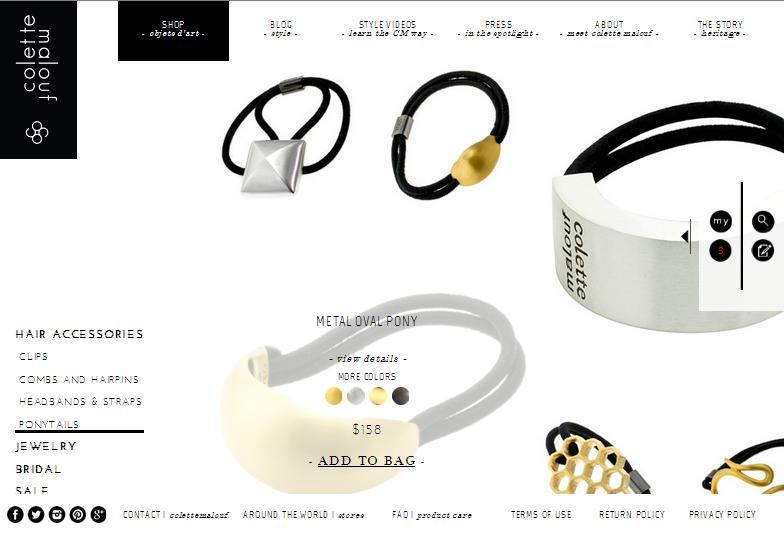 colette
malouf
SHOP
- objets d'art -
BLOG
- style -
STYLE VIDEOS
- learn the CM way -
PRESS
- in the spotlight -
ABOUT
- meet colette malouf -
THE STORY
- heritage -
colette
malouf
my
s
METAL OVAL PONY
- view details -
MORE COLORS
$158
- ADD TO BAG -
HAIR ACCESSORIES
CLIPS
COMBS AND HAIRPINS
HEADBANDS & STRAPS
PONYTAILS
JEWELRY
BRIDAL
SALE
CONTACT | colettemalouf
AROUND THE WORLD | stores
FAQ | product care
TERMS OF USE
RETURN POLICY
PRIVACY POLICY